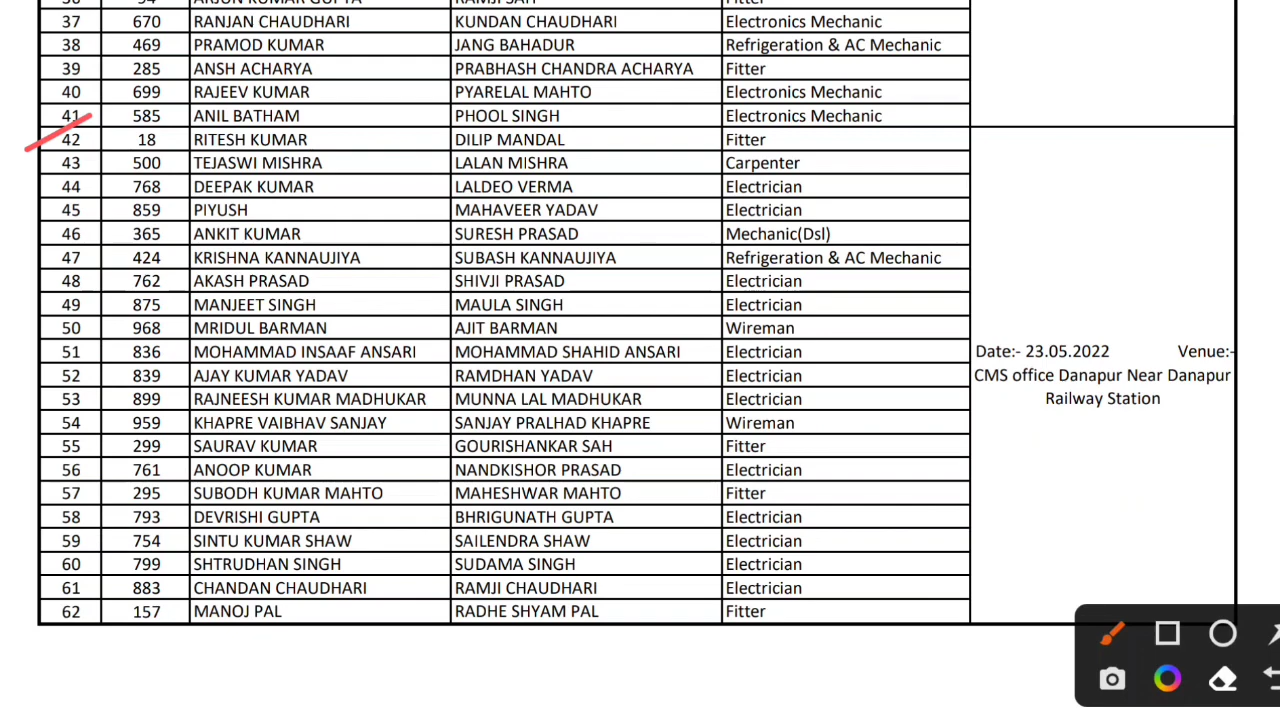 37 670 RANJAN CHAUDHARI KUNDAN CHAUDHARI Electronics Mechanic
38 469 PRAMOD KUMAR JANG BAHADUR Refrigeration & AC Mechanic
39 285 ANSH ACHARYA PRABHASH CHANDRA ACHARYA Fitter
40 699 RAJEEV KUMAR PYARELAL MAHTO Electronics Mechanic
41 585 ANIL BATHAM PHOOL SINGH Electronics Mechanic
42 18 RITESH KUMAR DILIP MANDAL Fitter
43 500 TEJASWI MISHRA LALAN MISHRA Carpenter
44 768 DEEPAK KUMAR LALDEO VERMA Electrician
45 859 PIYUSH MAHAVEER YADAV Electrician
46 365 ANKIT KUMAR SURESH PRASAD Mechanic(Dsl)
47 424 KRISHNA KANNAUJIYA SUBASH KANNAUJIYA Refrigeration & AC Mechanic
48 762 AKASH PRASAD SHIVJI PRASAD Electrician
49 875 MANJEET SINGH MAULA SINGH Electrician
50 968 MRIDUL BARMAN AJIT BARMAN Wireman
51 836 MOHAMMAD INSAAF ANSARI MOHAMMAD SHAHID ANSARI Electrician Date:- 23.05.2022 Venue:-
52 839 AJAY KUMAR YADAV RAMDHAN YADAV Electrician CMS office Danapur Near Danapur
53 899 RAJNEESH KUMAR MADHUKAR MUNNA LAL MADHUKAR Electrician Railway Station
54 959 KHAPRE VAIBHAV SANJAY SANJAY PRALHAD KHAPRE Wireman
55 299 SAURAV KUMAR GOURISHANKAR SAH Fitter
56 761 ANOOP KUMAR NANDKISHOR PRASAD Electrician
57 295 SUBODH KUMAR MAHTO MAHESHWAR MAHTO Fitter
58 793 DEVRISHI GUPTA BHRIGUNATH GUPTA Electrician
59 754 SINTU KUMAR SHAW SAILENDRA SHAW Electrician
60 799 SHTRUDHAN SINGH SUDAMA SINGH Electrician
61 883 CHANDAN CHAUDHARI RAMJI CHAUDHARI Electrician
62 157 MANOJ PAL RADHE SHYAM PAL Fitter